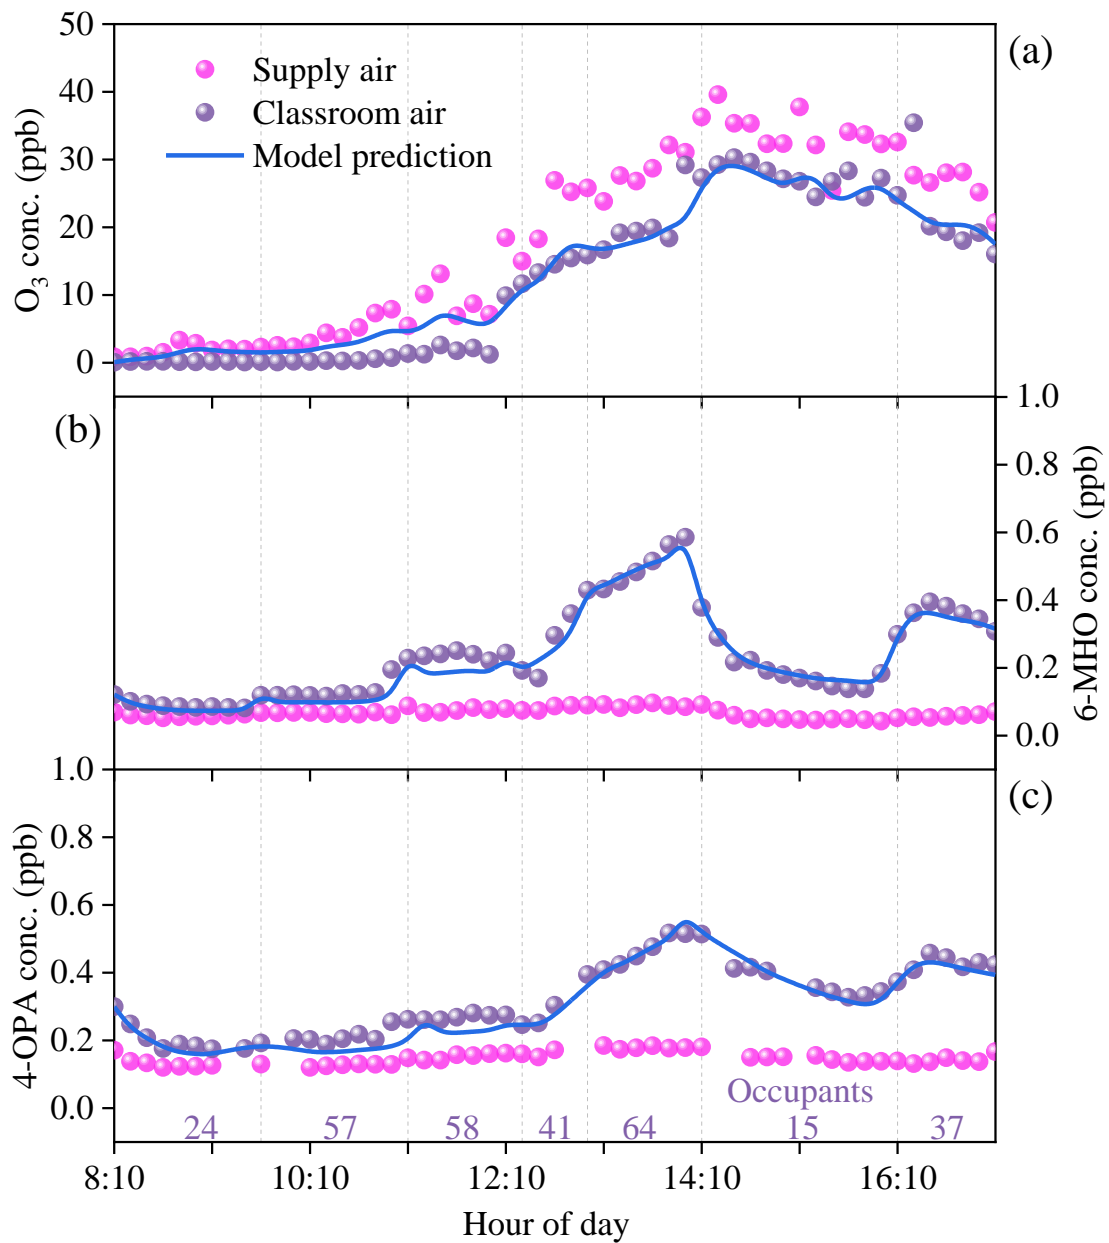 50
40
30
20
10
0
O3 conc. (ppb)
Supply air
Classroom air
Model prediction
(a)
(b)
1.0
0.8
0.6
0.4
0.2
0.0
6-MHO conc. (ppb)
1.0
0.8
0.6
0.4
0.2
0.0
4-OPA conc. (ppb)
(c)
Occupants
24 57 58 41 64 15 37
8:10 10:10 12:10 14:10 16:10
Hour of day